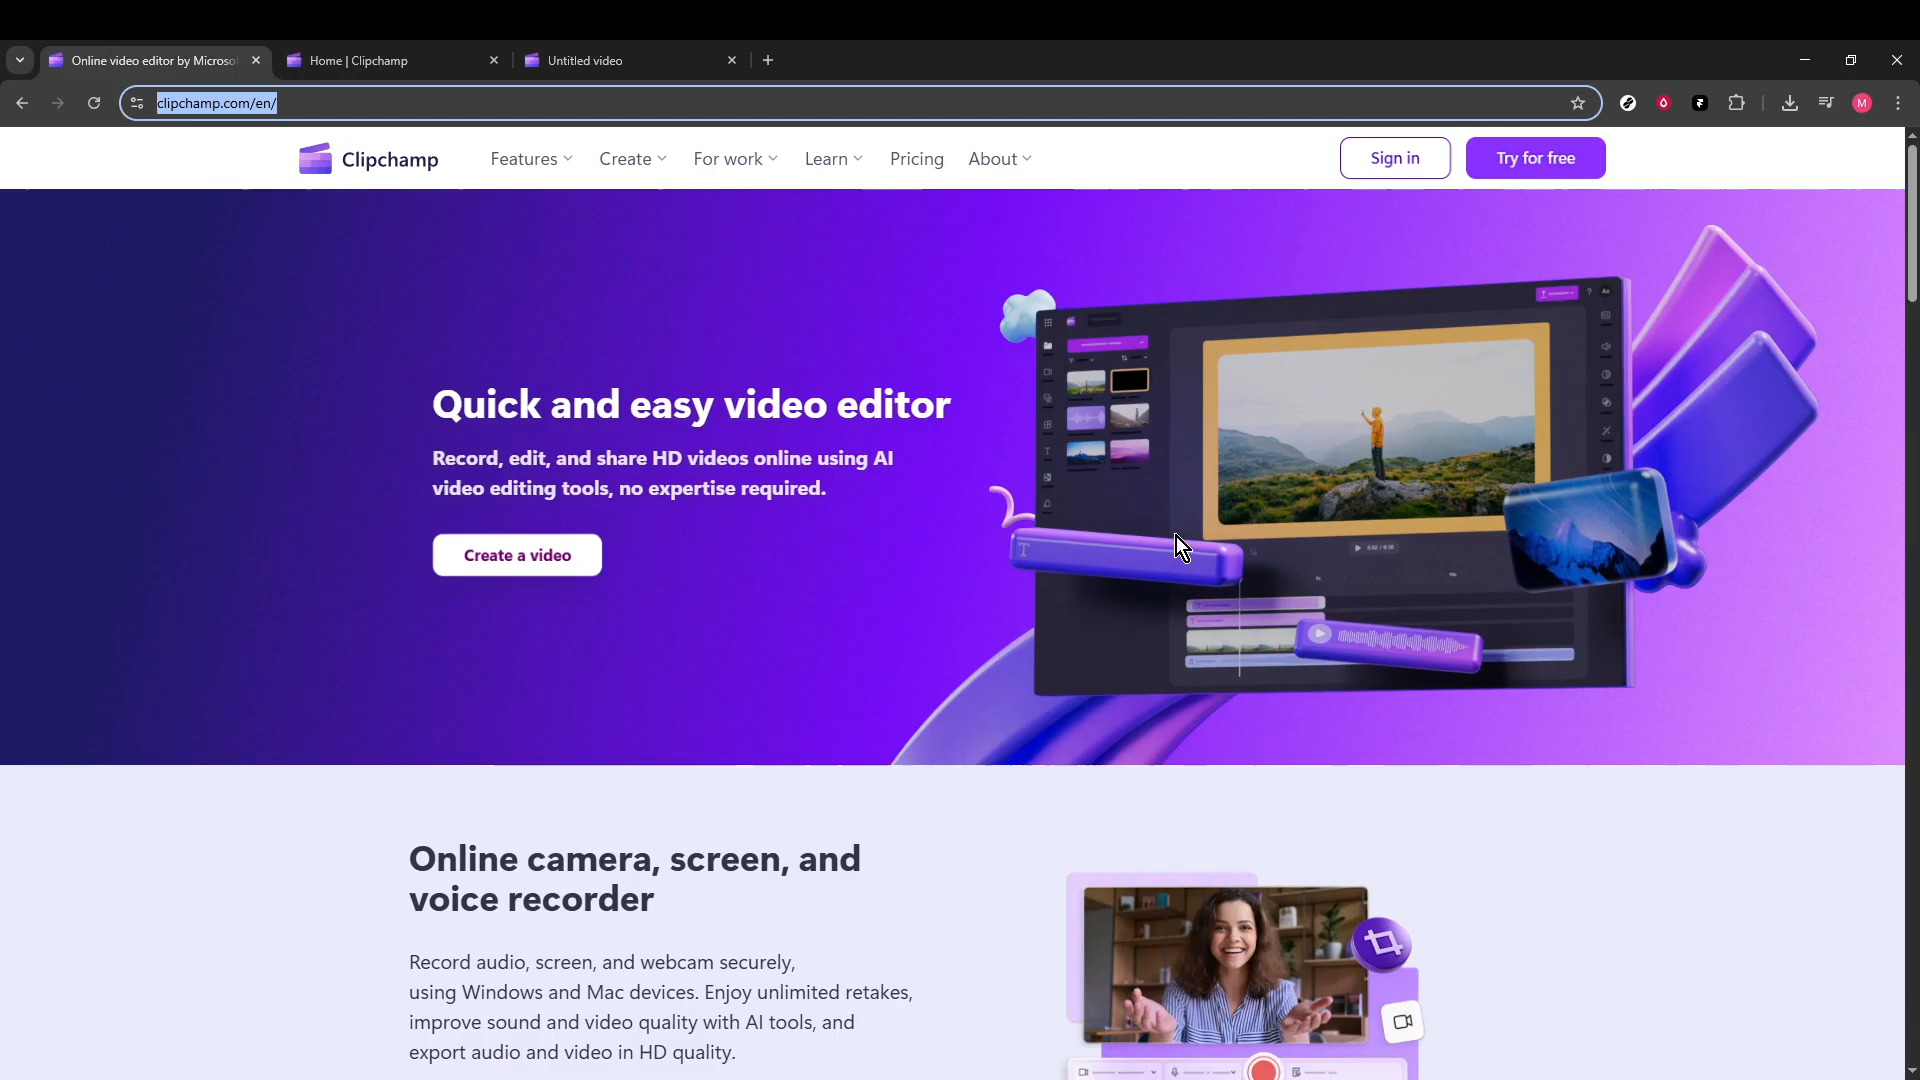 Online video editor by Microso
Home | Clipchamp
Untitled video
clipchamp.com/en/
M
Clipchamp
Features
Create
For work
Learn
Pricing
About
Sign in
Try for free
Quick and easy video editor
Record, edit, and share HD videos online using AI
video editing tools, no expertise required.
Create a video
T
Online camera, screen, and
voice recorder
Record audio, screen, and webcam securely,
using Windows and Mac devices. Enjoy unlimited retakes,
improve sound and video quality with AI tools, and
export audio and video in HD quality.